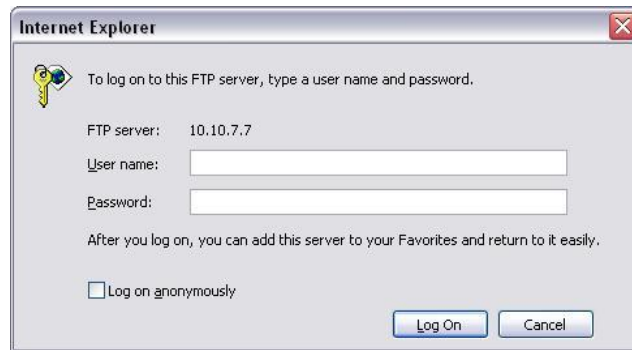 Internet Explorer
To log on to this FTP server, type a user name and password.
FTP server: 10.10.7.7
User name:
Password:
After you log on, you can add this server to your Favorites and return to it easily.
Log on anonymously
Log On Cancel